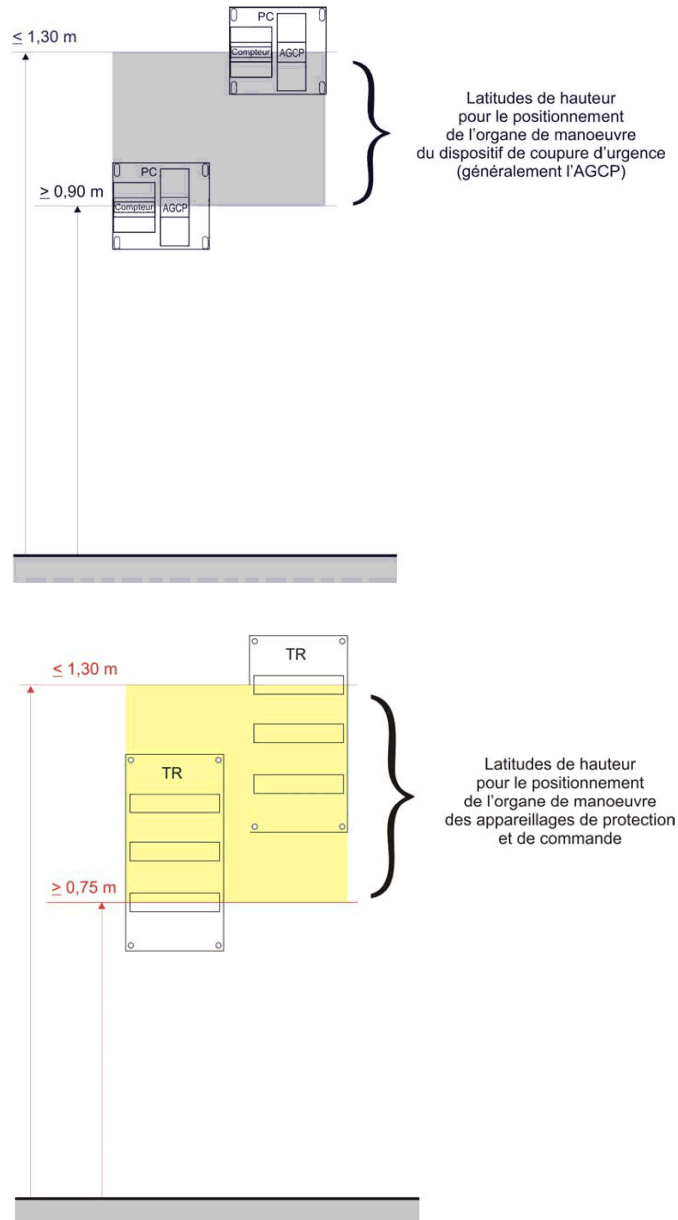 ≤ 1,30 m
PC
Compteur
AGCP
Latitudes de hauteur
pour le positionnement
de l'organe de manoeuvre
du dispositif de coupure d'urgence
(généralement l'AGCP)
PC
≥ 0,90 m
Compteur
AGCP
TR
≤ 1,30 m
TR
Latitudes de hauteur
pour le positionnement
de l'organe de manoeuvre
des appareillages de protection
et de commande
≥ 0,75 m